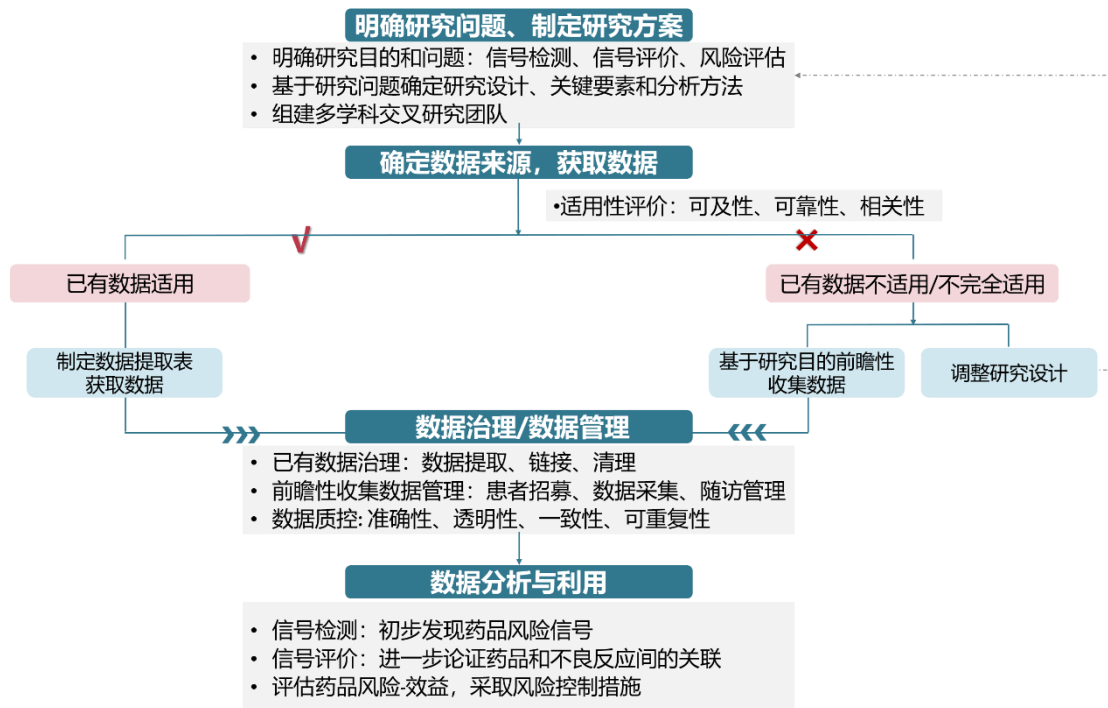 明确研究问题、制定研究方案
• 明确研究目的和问题：信号检测、信号评价、风险评估
• 基于研究问题确定研究设计、关键要素和分析方法
• 组建多学科交叉研究团队
确定数据来源，获取数据
•适用性评价：可及性、可靠性、相关性
已有数据适用
已有数据不适用/不完全适用
制定数据提取表
获取数据
基于研究目的前瞻性
收集数据
调整研究设计
数据治理/数据管理
• 已有数据治理：数据提取、链接、清理
• 前瞻性收集数据管理：患者招募、数据采集、随访管理
• 数据质控: 准确性、透明性、一致性、可重复性
数据分析与利用
• 信号检测：初步发现药品风险信号
• 信号评价：进一步论证药品和不良反应间的关联
• 评估药品风险-效益，采取风险控制措施